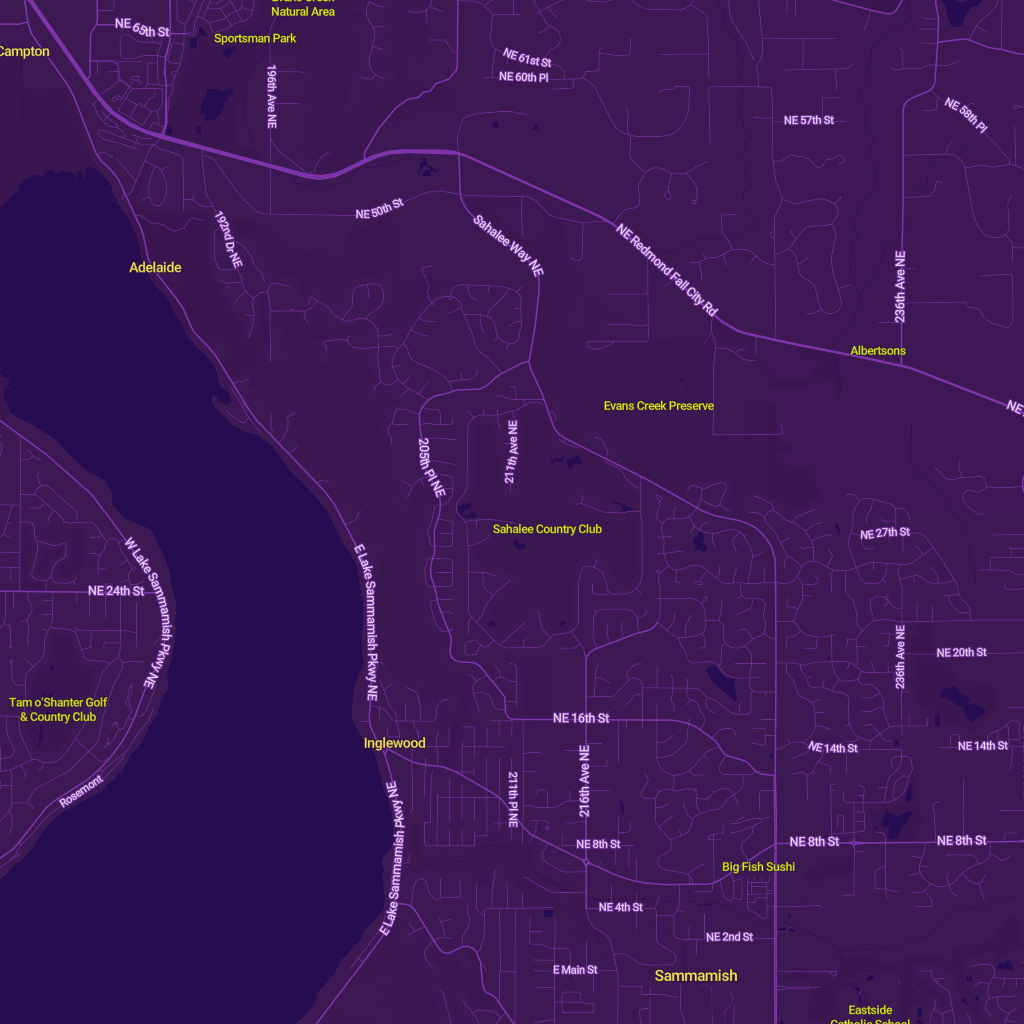 Natural Area
NE 65th St
Sportsman Park
Campton
NE 61st St
NE 60th Pl
196th Ave NE
NE 58th Pl
NE 57th St
NE 50th St
192nd Dr NE
Sahalee Way NE
NE Redmond Fall City Rd
236th Ave NE
Adelaide
Albertsons
Evans Creek Preserve
NE
205th Pl NE
211th Ave NE
Sahalee Country Club
NE 27th St
W Lake Sammamish Pkwy NE
NE 24th St
E Lake Sammamish Pkwy NE
236th Ave NE
NE 20th St
Tam o'Shanter Golf
& Country Club
NE 16th St
Inglewood
NE 14th St
NE 14th St
211th Pl NE
216th Ave NE
Rosemont
E Lake Sammamish Pkwy NE
NE 8th St
NE 8th St
NE 8th St
Big Fish Sushi
NE 4th St
NE 2nd St
E Main St
Sammamish
Eastside
Catholic School